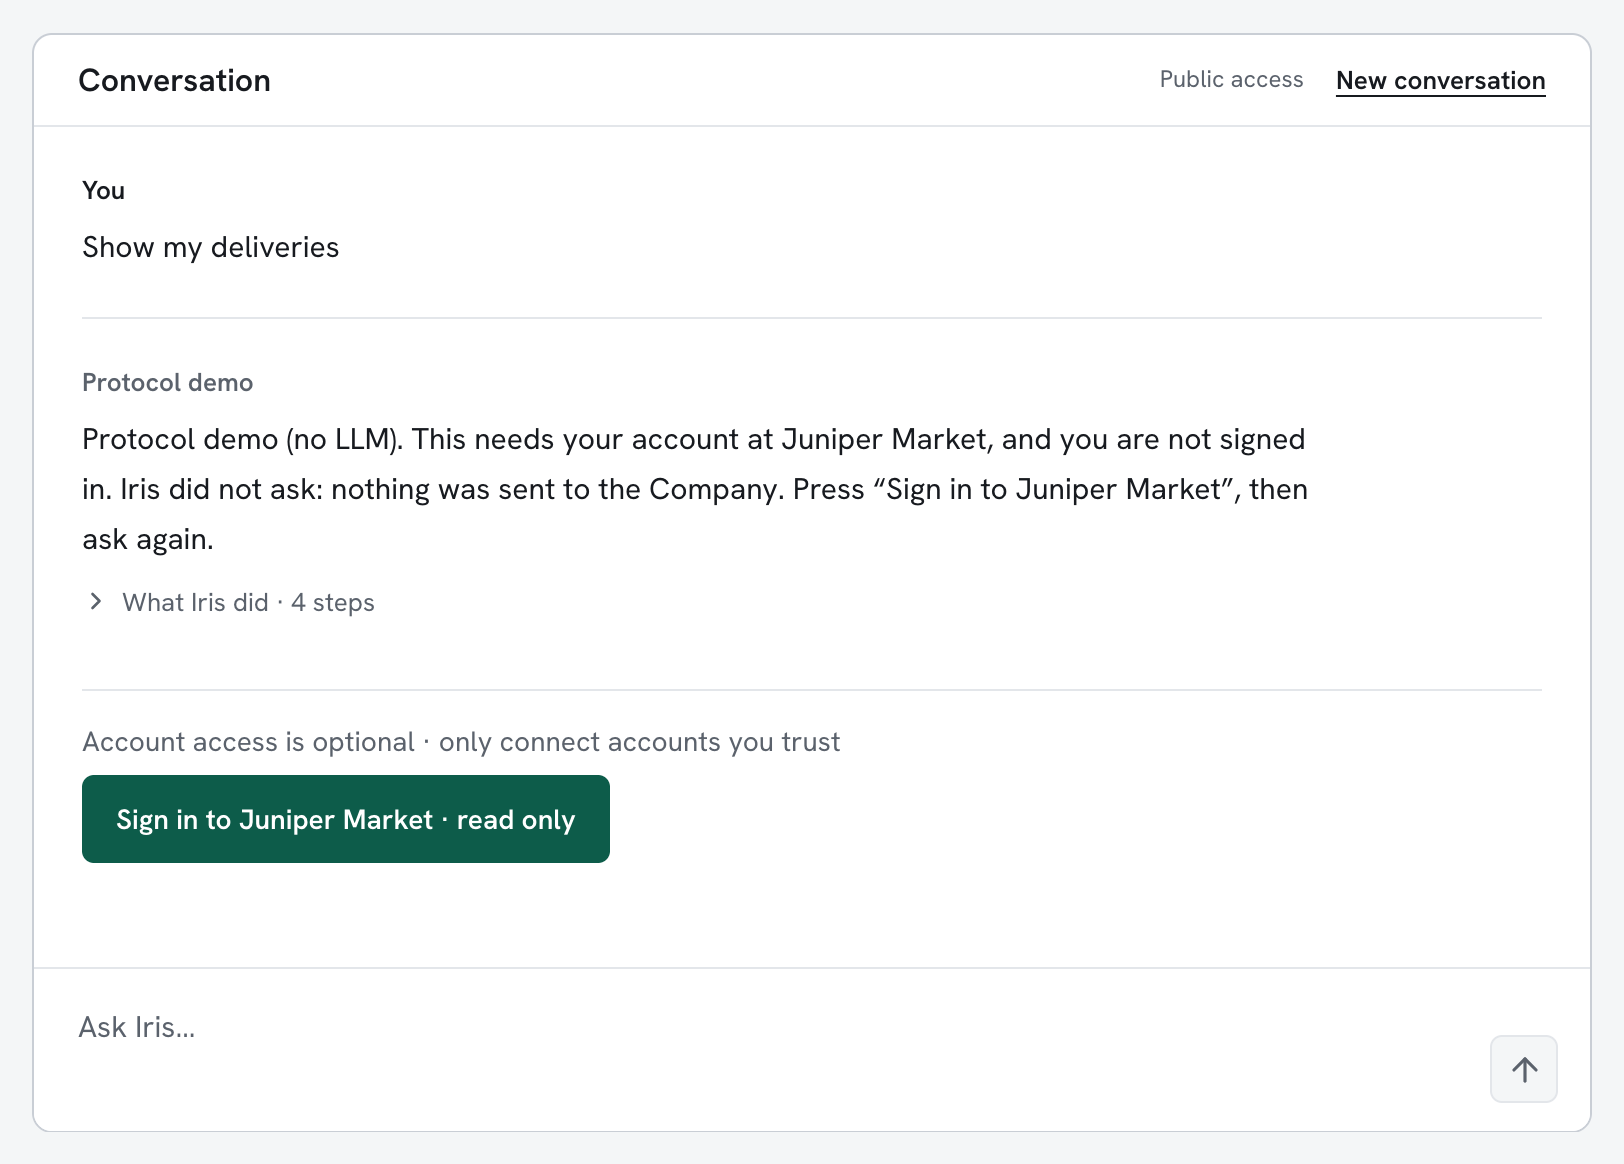 Conversation
Public access
New conversation
You
Show my deliveries
Protocol demo
Protocol demo (no LLM). This needs your account at Juniper Market, and you are not signed
in. Iris did not ask: nothing was sent to the Company. Press “Sign in to Juniper Market”, then
ask again.
What Iris did · 4 steps
Account access is optional · only connect accounts you trust
Sign in to Juniper Market · read only
Ask Iris...